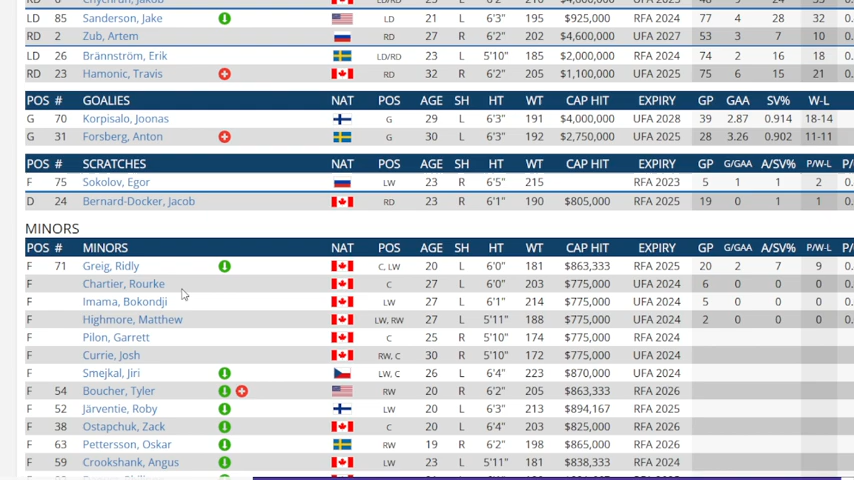 LD 85 Sanderson, Jake LD 21 L 6'3" 195 $925,000 RFA 2024 77 4 28 32
RD 2 Zub, Artem RD 27 R 6'2" 202 $4,600,000 UFA 2027 53 3 7 10
LD 26 Brännström, Erik LD/RD 23 L 5'10" 185 $2,000,000 RFA 2024 74 2 16 18
RD 23 Hamonic, Travis RD 32 R 6'2" 205 $1,100,000 UFA 2025 75 6 15 21
POS # GOALIES NAT POS AGE SH HT WT CAP HIT EXPIRY GP GAA SV% W-L
G 70 Korpisalo, Joonas G 29 L 6'3" 191 $4,000,000 UFA 2028 39 2.87 0.914 18-14
G 31 Forsberg, Anton G 30 L 6'3" 192 $2,750,000 UFA 2025 28 3.26 0.902 11-11
POS # SCRATCHES NAT POS AGE SH HT WT CAP HIT EXPIRY GP G/GAA A/SV% P/W-L P/
F 75 Sokolov, Egor LW 23 R 6'5" 215 RFA 2023 5 1 1 2 0.
D 24 Bernard-Docker, Jacob RD 23 R 6'1" 190 $805,000 RFA 2025 19 0 1 1 0.
MINORS
POS # MINORS NAT POS AGE SH HT WT CAP HIT EXPIRY GP G/GAA A/SV% P/W-L P/
F 71 Greig, Ridly C, LW 20 L 6'0" 181 $863,333 RFA 2025 20 2 7 9 0.
F Chartier, Rourke C 27 L 6'0" 203 $775,000 UFA 2024 6 0 0 0 0.
F Imama, Bokondji LW 27 L 6'1" 214 $775,000 UFA 2024 5 0 0 0 0.
F Highmore, Matthew LW, RW 27 L 5'11" 188 $775,000 UFA 2024 2 0 0 0 0.
F Pilon, Garrett C 25 R 5'10" 174 $775,000 RFA 2024
F Currie, Josh RW, C 30 R 5'10" 172 $775,000 UFA 2024
F Smejkal, Jiri LW, C 26 L 6'4" 223 $870,000 UFA 2024
F 54 Boucher, Tyler RW 20 R 6'2" 205 $863,333 RFA 2026
F 52 Järventie, Roby LW 20 L 6'3" 213 $894,167 RFA 2025
F 38 Ostapchuk, Zack C 20 L 6'4" 203 $825,000 RFA 2026
F 63 Pettersson, Oskar RW 19 R 6'2" 198 $865,000 RFA 2026
F 59 Crookshank, Angus LW 23 L 5'11" 181 $838,333 RFA 2024